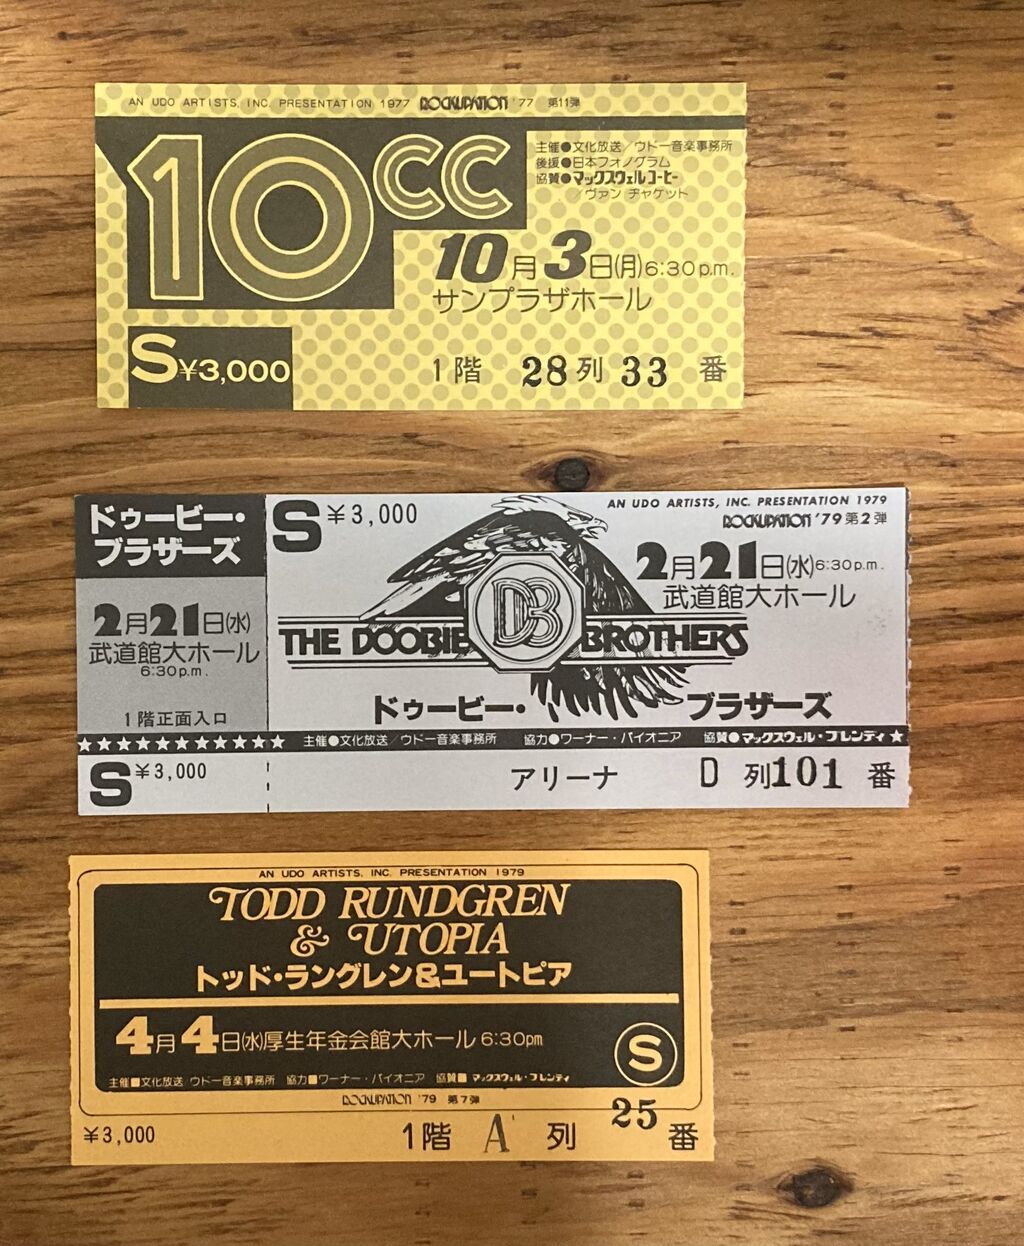 AN UDO ARTISTS, INC. PRESENTATION 1977 ROCKUPATION '77 第11弾
10cc
主催●文化放送／ウドー音楽事務所
後援●日本フォノグラム
協賛●マックスウェルコーヒー
／ヴァン ヂャケット
10月3日(月)6:30p.m.
サンプラザホール
S¥3,000
1階 28列33番
ドゥービー・
ブラザーズ
2月21日(水)
武道館大ホール
6:30p.m.
1階正面入口
S¥3,000
S¥3,000
AN UDO ARTISTS, INC. PRESENTATION 1979
ROCKUPATION '79第2弾
2月21日(水)6:30p.m.
武道館大ホール
THE DOOBIE DB BROTHERS
ドゥービー・ブラザーズ
主催●文化放送／ウドー音楽事務所 協力●ワーナー・パイオニア 協賛●マックスウェル・ブレンディ
アリーナ D列101番
AN UDO ARTISTS, INC. PRESENTATION 1979
TODD RUNDGREN
& UTOPIA
トッド・ラングレン&ユートピア
4月4日(水)厚生年金会館大ホール 6:30pm
S
主催■文化放送 ウドー音楽事務所 協力■ワーナー・パイオニア 協賛■マックスウェル・ブレンディ
ROCKUPATION '79 第7弾
¥3,000 1階 A列 25番